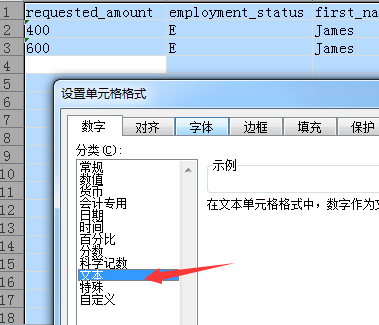 1 requested_amount employment_status first_na
2 400 E James
3 600 E James
4
5
6
7
8
9
10
11
12
13
14
15
16
17
18
设置单元格格式
数字 对齐 字体 边框 填充 保护
分类(C):
常规
数值
货币
会计专用
日期
时间
百分比
分数
科学记数
文本
特殊
自定义
示例
在文本单元格格式中，数字作为文